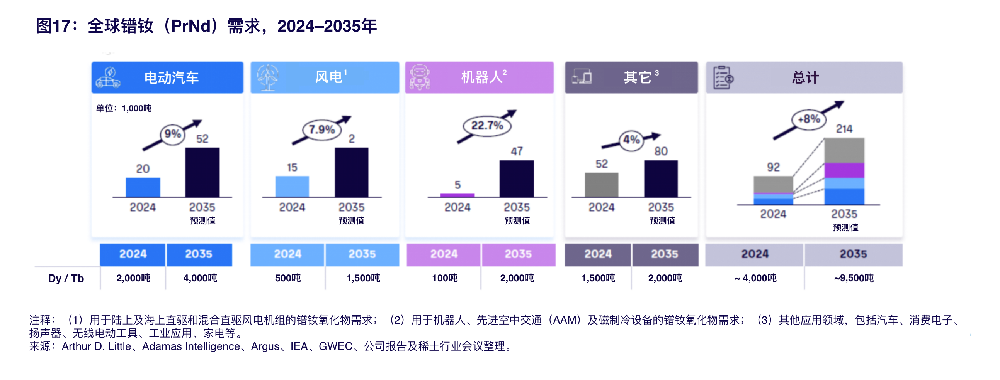 图17：全球镨钕（PrNd）需求，2024–2035年
电动汽车
风电¹
机器人²
其它³
总计
单位：1,000吨
9%
20
52
2024
2035
预测值
7.9%
15
2
2024
2035
预测值
22.7%
5
47
2024
2035
预测值
4%
52
80
2024
2035
预测值
+8%
92
214
2024
2035
预测值
2024 2035 2024 2035 2024 2035 2024 2035 2024 2035
Dy / Tb 2,000吨 4,000吨 500吨 1,500吨 100吨 2,000吨 1,500吨 2,000吨 ~ 4,000吨 ~9,500吨
注释：（1）用于陆上及海上直驱和混合直驱风电机组的镨钕氧化物需求；（2）用于机器人、先进空中交通（AAM）及磁制冷设备的镨钕氧化物需求；（3）其他应用领域，包括汽车、消费电子、
扬声器、无线电动工具、工业应用、家电等。
来源：Arthur D. Little、Adamas Intelligence、Argus、IEA、GWEC、公司报告及稀土行业会议整理。